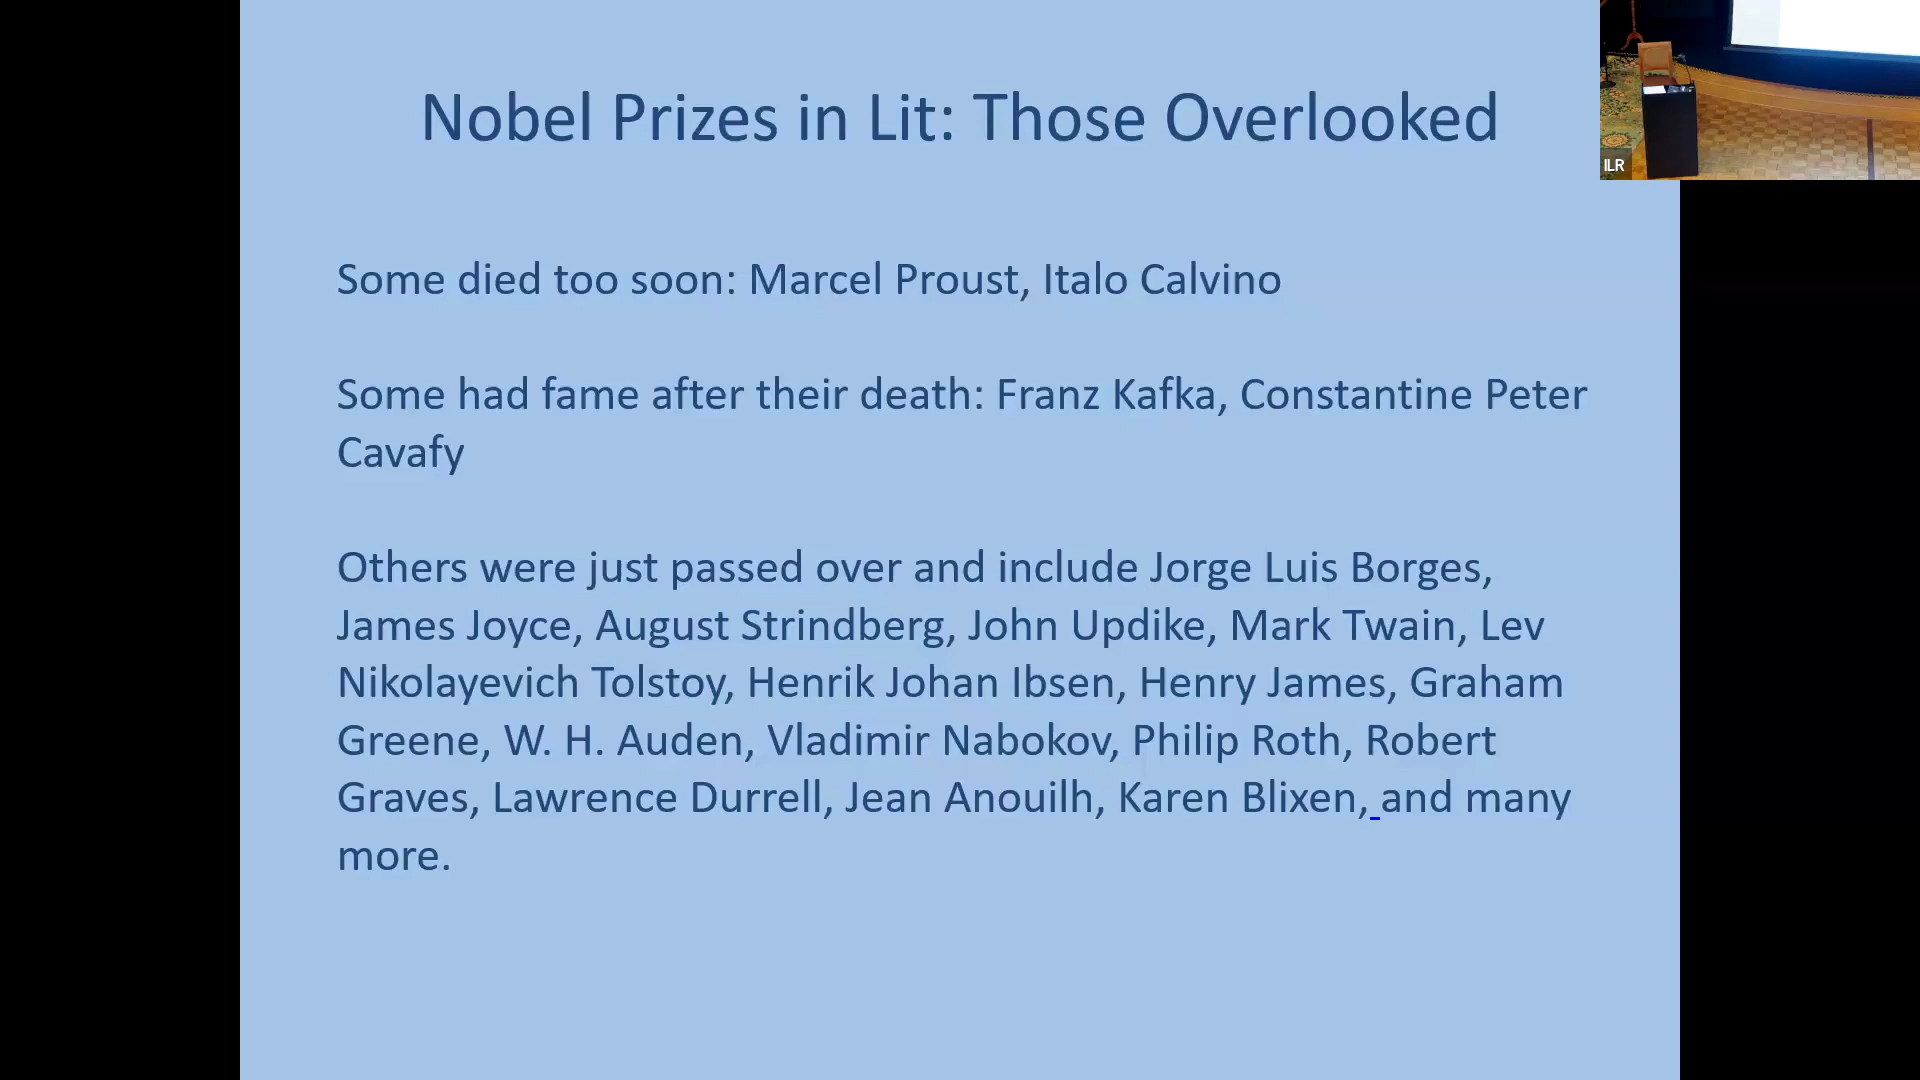 Nobel Prizes in Lit: Those Overlooked
ILR
Some died too soon: Marcel Proust, Italo Calvino
Some had fame after their death: Franz Kafka, Constantine Peter
Cavafy
Others were just passed over and include Jorge Luis Borges,
James Joyce, August Strindberg, John Updike, Mark Twain, Lev
Nikolayevich Tolstoy, Henrik Johan Ibsen, Henry James, Graham
Greene, W. H. Auden, Vladimir Nabokov, Philip Roth, Robert
Graves, Lawrence Durrell, Jean Anouilh, Karen Blixen, and many
more.